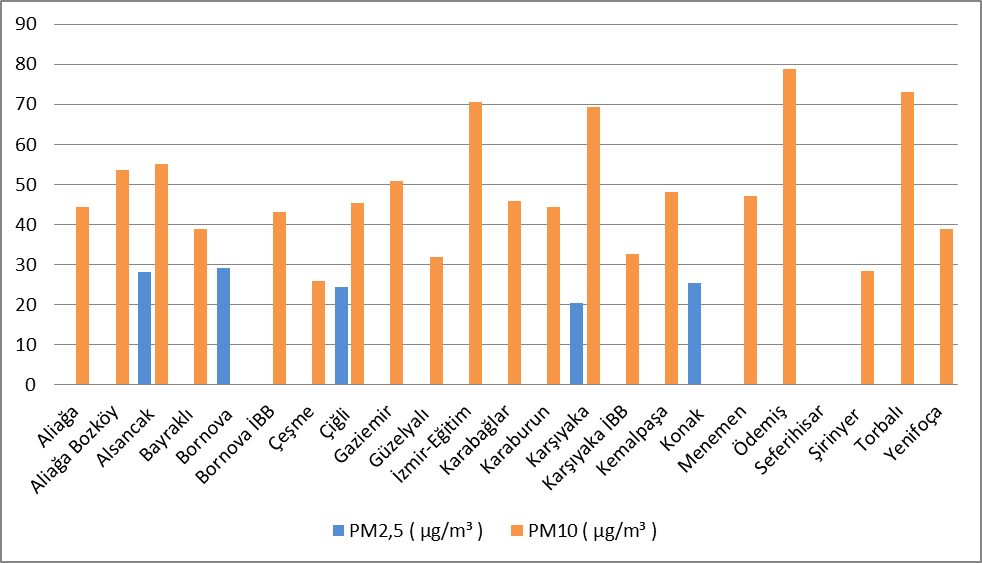 90
80
70
60
50
40
30
20
10
0
Aliağa
Aliağa Bozköy
Alsancak
Bayraklı
Bornova
Bornova İBB
Çeşme
Çiğli
Gaziemir
Güzelyalı
İzmir-Eğitim
Karabağlar
Karaburun
Karşıyaka
Karşıyaka İBB
Kemalpaşa
Konak
Menemen
Ödemiş
Seferihisar
Şirinyer
Torbalı
Yenifoça
PM2,5 ( µg/m³ ) PM10 ( µg/m³ )